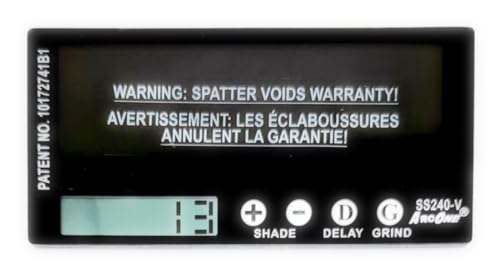 PATENT NO. 10172741B1
WARNING: SPATTER VOIDS WARRANTY!
AVERTISSEMENT: LES ÉCLABOUSSURES
ANNULENT LA GARANTIE!
13
+ - D G SS240-V
SHADE DELAY GRIND ARCONE®